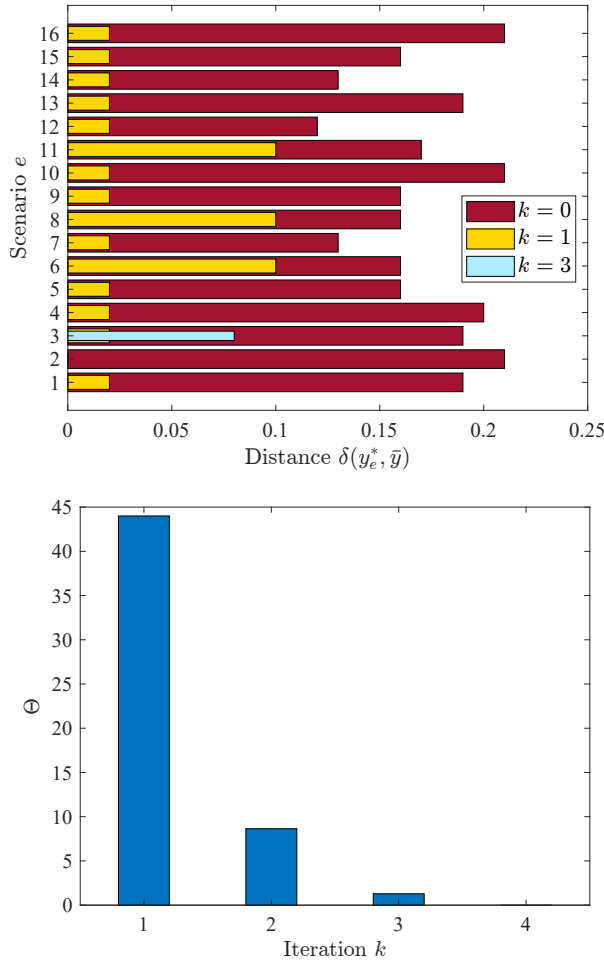 16
15
14
13
12
11
10
9
8
7
6
5
4
3
2
1
Scenario e
k = 0
k = 1
k = 3
0 0.05 0.1 0.15 0.2 0.25
Distance δ(y*_e, ȳ)
45
40
35
30
25
20
15
10
5
0
Θ
1 2 3 4
Iteration k